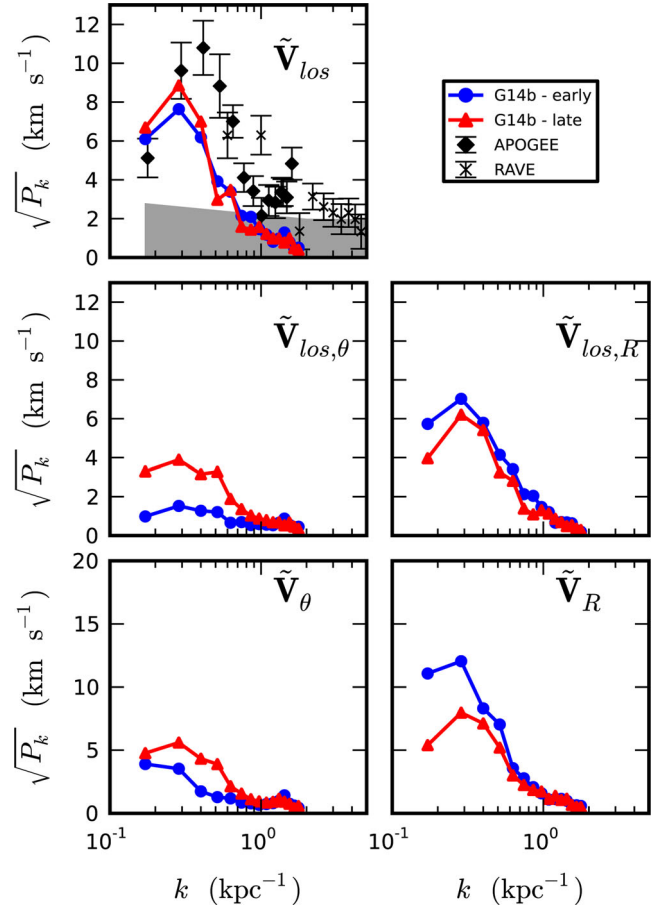 12
10
8
6
4
2
0
√P_k (km s⁻¹)
Ṽ_los
G14b - early
G14b - late
APOGEE
RAVE
12
10
8
6
4
2
0
√P_k (km s⁻¹)
Ṽ_los,θ
Ṽ_los,R
20
15
10
5
0
√P_k (km s⁻¹)
Ṽ_θ
Ṽ_R
10⁻¹ 10⁰ 10⁻¹ 10⁰
k (kpc⁻¹) k (kpc⁻¹)